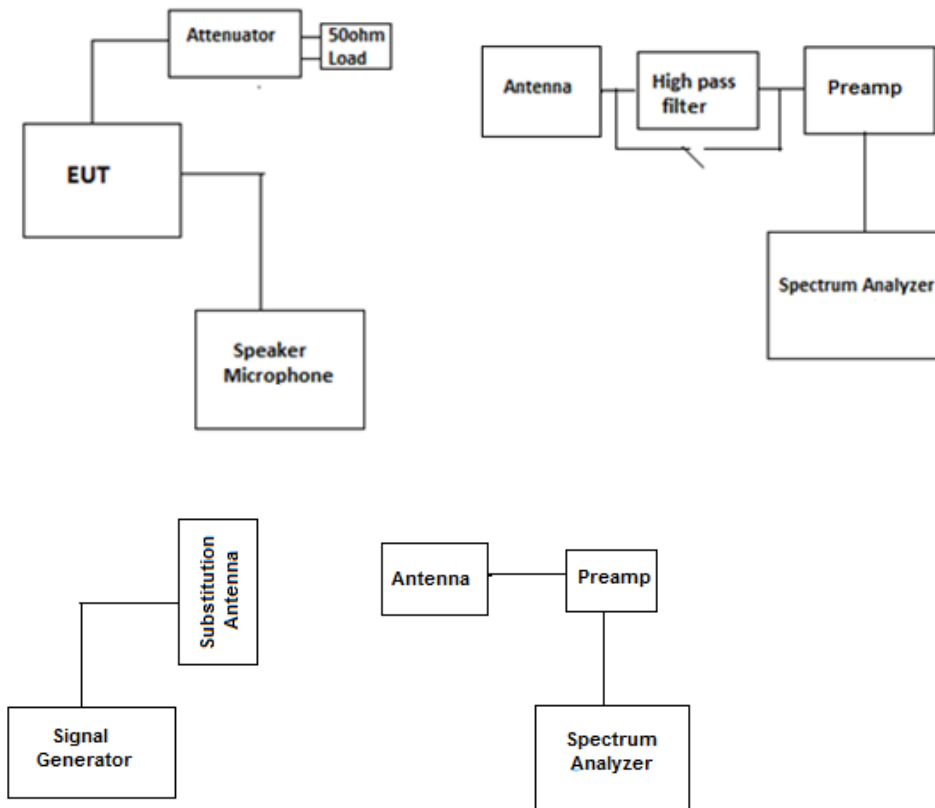 Attenuator
50ohm
Load
Antenna
High pass
filter
Preamp
EUT
Spectrum Analyzer
Speaker
Microphone
Substitution
Antenna
Antenna
Preamp
Signal
Generator
Spectrum
Analyzer